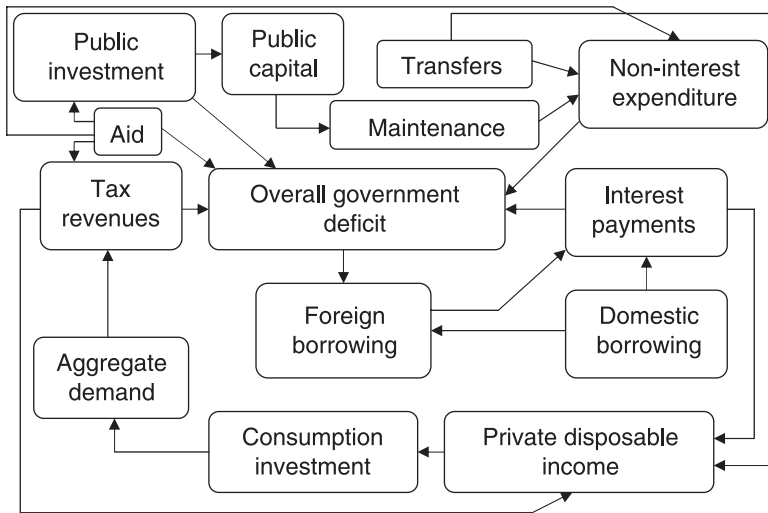 Public
investment
Public
capital
Transfers
Non-interest
expenditure
Maintenance
Aid
Tax
revenues
Overall government
deficit
Interest
payments
Foreign
borrowing
Domestic
borrowing
Aggregate
demand
Consumption
investment
Private disposable
income